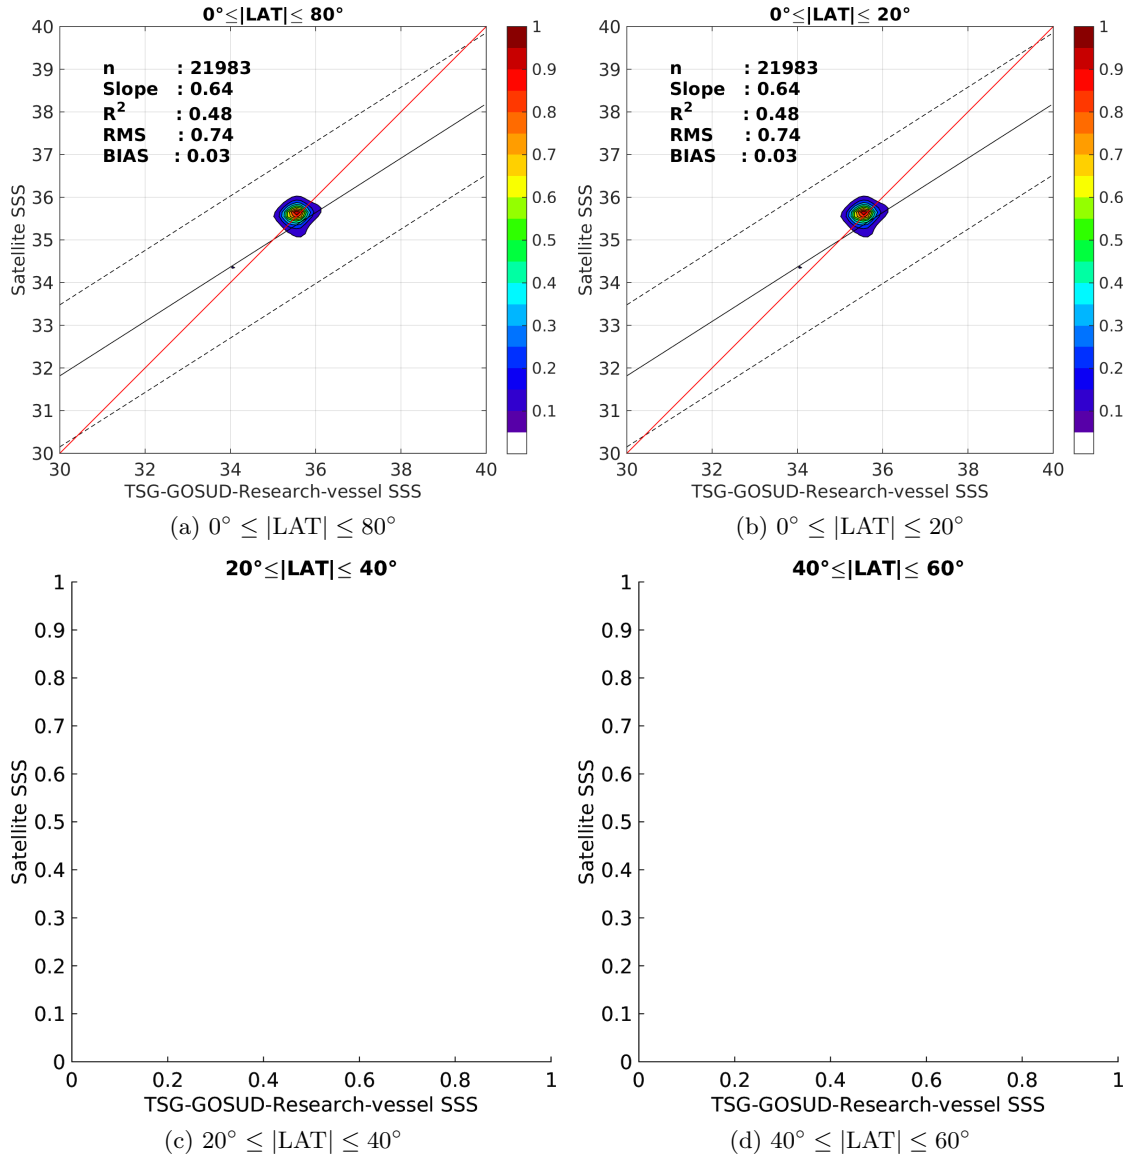 0°≤|LAT|≤ 80°
40
39
38
37
36
35
34
33
32
31
30
Satellite SSS
n : 21983
Slope : 0.64
R² : 0.48
RMS : 0.74
BIAS : 0.03
30 32 34 36 38 40
TSG-GOSUD-Research-vessel SSS
1
0.9
0.8
0.7
0.6
0.5
0.4
0.3
0.2
0.1
(a) 0° ≤ |LAT| ≤ 80°
0°≤|LAT|≤ 20°
40
39
38
37
36
35
34
33
32
31
30
Satellite SSS
n : 21983
Slope : 0.64
R² : 0.48
RMS : 0.74
BIAS : 0.03
30 32 34 36 38 40
TSG-GOSUD-Research-vessel SSS
1
0.9
0.8
0.7
0.6
0.5
0.4
0.3
0.2
0.1
(b) 0° ≤ |LAT| ≤ 20°
20°≤|LAT|≤ 40°
1
0.9
0.8
0.7
0.6
0.5
0.4
0.3
0.2
0.1
0
Satellite SSS
0 0.2 0.4 0.6 0.8 1
TSG-GOSUD-Research-vessel SSS
(c) 20° ≤ |LAT| ≤ 40°
40°≤|LAT|≤ 60°
1
0.9
0.8
0.7
0.6
0.5
0.4
0.3
0.2
0.1
0
Satellite SSS
0 0.2 0.4 0.6 0.8 1
TSG-GOSUD-Research-vessel SSS
(d) 40° ≤ |LAT| ≤ 60°